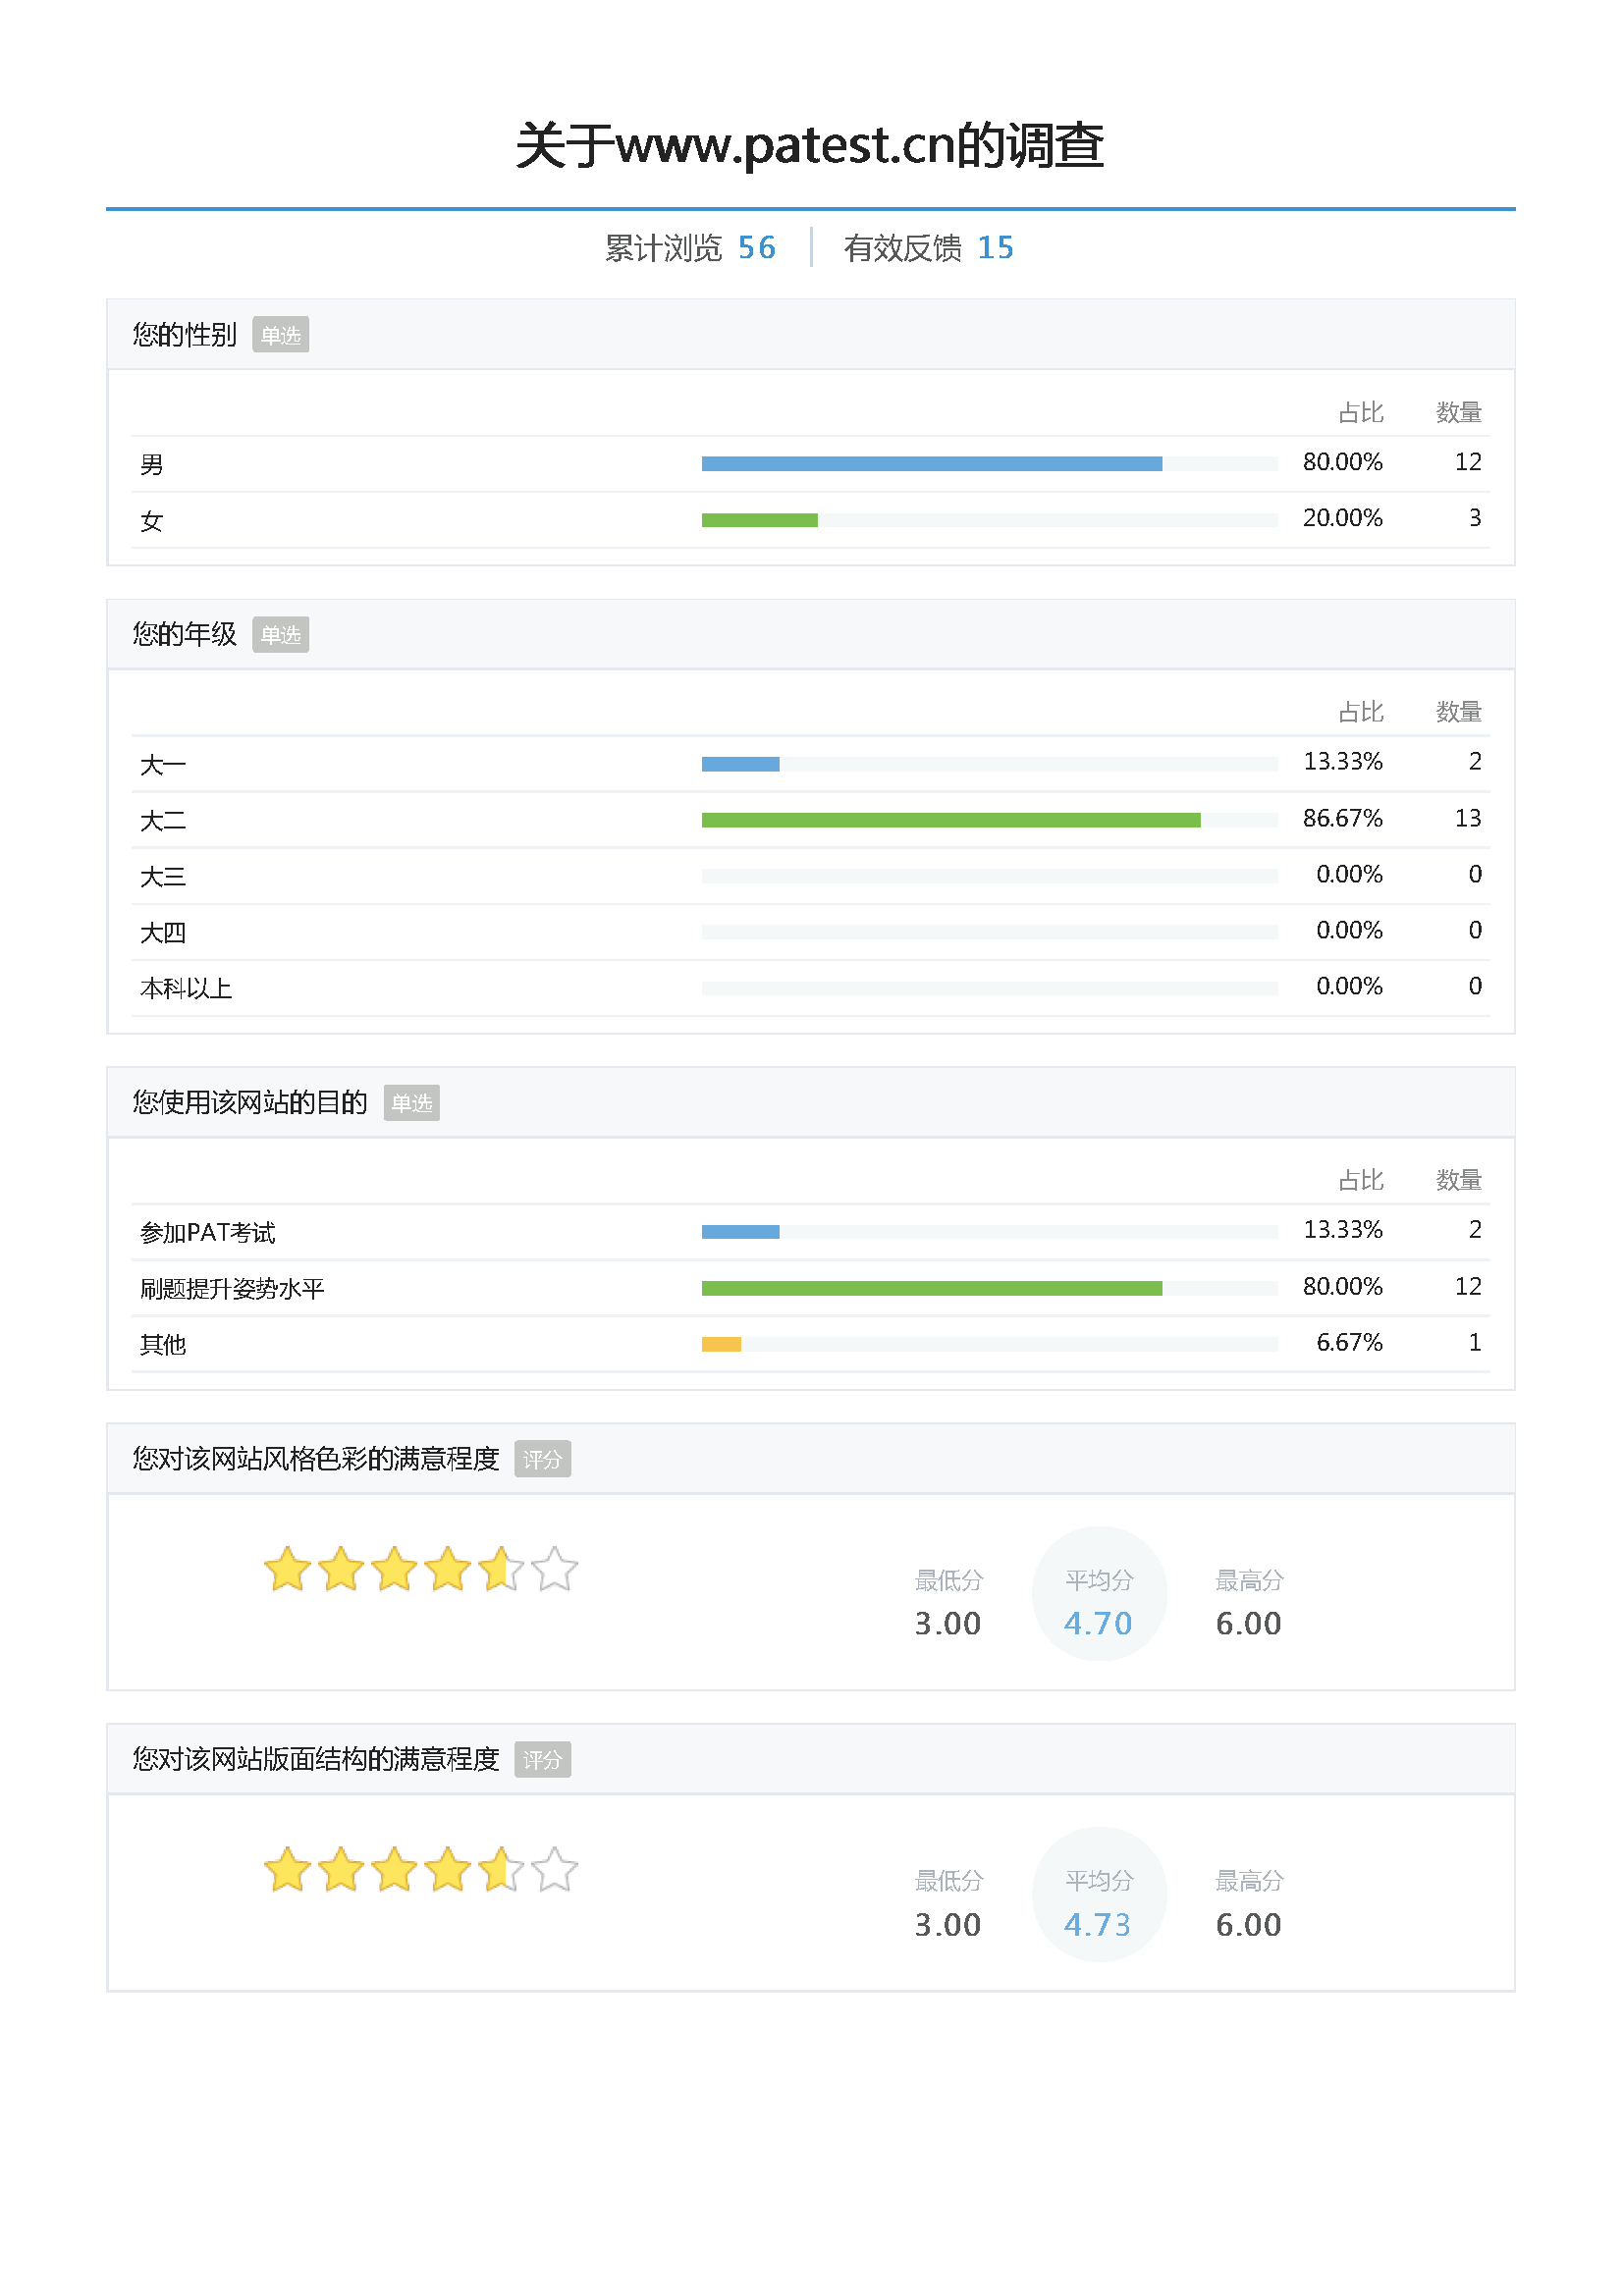 关于www.patest.cn的调查
累计浏览 56 有效反馈 15
您的性别 单选
占比 数量
男 80.00% 12
女 20.00% 3
您的年级 单选
占比 数量
大一 13.33% 2
大二 86.67% 13
大三 0.00% 0
大四 0.00% 0
本科以上 0.00% 0
您使用该网站的目的 单选
占比 数量
参加PAT考试 13.33% 2
刷题提升姿势水平 80.00% 12
其他 6.67% 1
您对该网站风格色彩的满意程度 评分
最低分 平均分 最高分
3.00 4.70 6.00
您对该网站版面结构的满意程度 评分
最低分 平均分 最高分
3.00 4.73 6.00